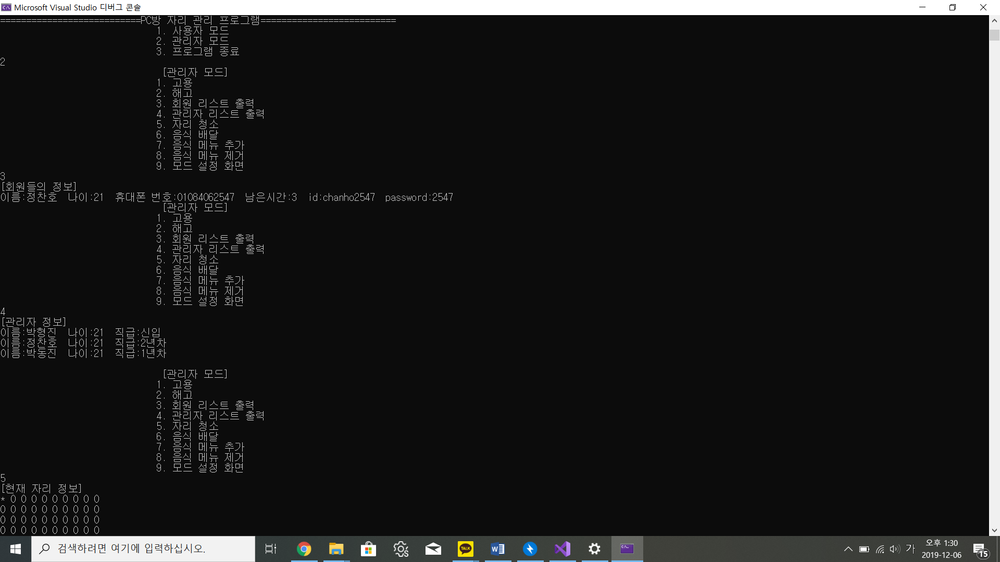 Microsoft Visual Studio 디버그 콘솔
===========================PC방 자리 관리 프로그램==========================
1. 사용자 모드
2. 관리자 모드
3. 프로그램 종료
2
[관리자 모드]
1. 고용
2. 해고
3. 회원 리스트 출력
4. 관리자 리스트 출력
5. 자리 청소
6. 음식 배달
7. 음식 메뉴 추가
8. 음식 메뉴 제거
9. 모드 설정 화면
3
[회원들의 정보]
이름:정찬호 나이:21 휴대폰 번호:01084062547 남은시간:3 id:chanho2547 password:2547
[관리자 모드]
1. 고용
2. 해고
3. 회원 리스트 출력
4. 관리자 리스트 출력
5. 자리 청소
6. 음식 배달
7. 음식 메뉴 추가
8. 음식 메뉴 제거
9. 모드 설정 화면
4
[관리자 정보]
이름:박형진 나이:21 직급:신입
이름:정찬호 나이:21 직급:2년차
이름:박동진 나이:21 직급:1년차
[관리자 모드]
1. 고용
2. 해고
3. 회원 리스트 출력
4. 관리자 리스트 출력
5. 자리 청소
6. 음식 배달
7. 음식 메뉴 추가
8. 음식 메뉴 제거
9. 모드 설정 화면
5
[현재 자리 정보]
* 0 0 0 0 0 0 0 0 0
0 0 0 0 0 0 0 0 0 0
0 0 0 0 0 0 0 0 0 0
0 0 0 0 0 0 0 0 0 0
검색하려면 여기에 입력하십시오.
TALK
가
오후 1:30
2019-12-06
15